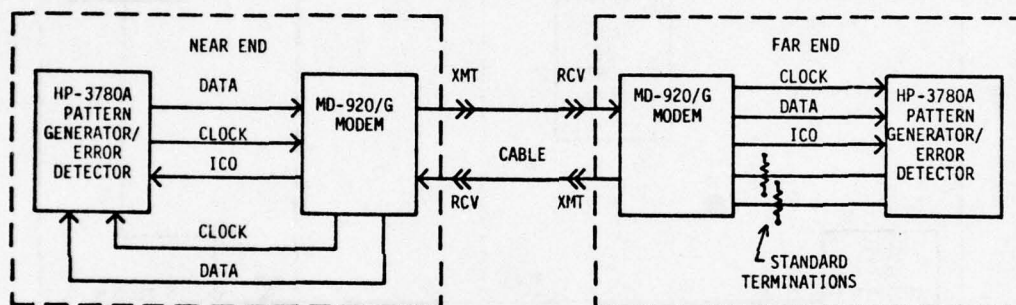 NEAR END
FAR END
HP-3780A
PATTERN
GENERATOR/
ERROR
DETECTOR
DATA
CLOCK
ICO
MD-920/G
MODEM
CLOCK
DATA
XMT
RCV
CABLE
RCV
XMT
MD-920/G
MODEM
CLOCK
DATA
ICO
HP-3780A
PATTERN
GENERATOR/
ERROR
DETECTOR
STANDARD
TERMINATIONS